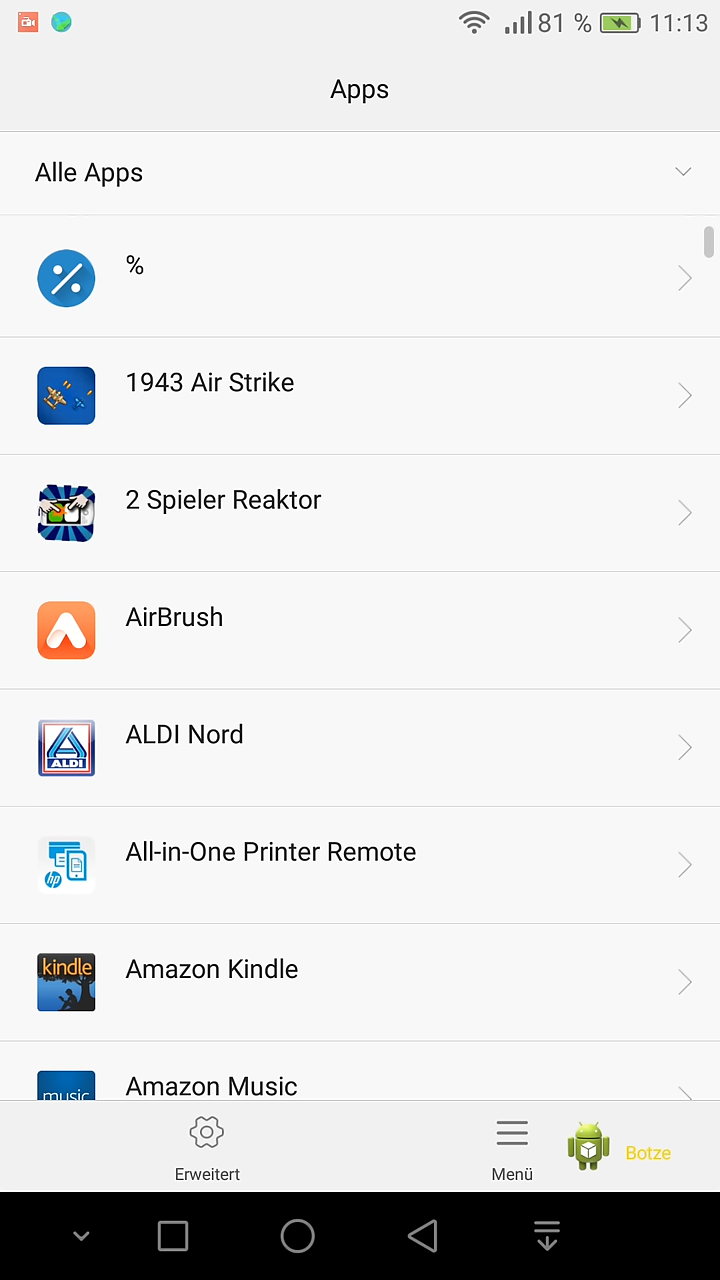 81 % 11:13
Apps
Alle Apps
%
1943 Air Strike
2 Spieler Reaktor
AirBrush
ALDI Nord
ALDI
All-in-One Printer Remote
hp
kindle
Amazon Kindle
Amazon Music
music
Erweitert
Menü
Botze